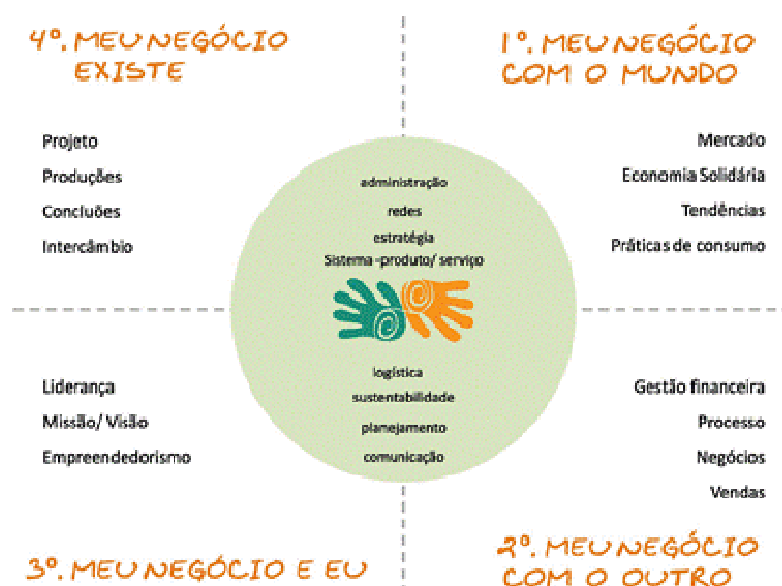 4º. MEU NEGÓCIO
EXISTE
Projeto
Produções
Concluões
Intercâmbio
1º. MEU NEGÓCIO
COM O MUNDO
Mercado
Economia Solidária
Tendências
Práticas de consumo
administração
redes
estratégia
Sistema-produto/ serviço
logística
sustentabilidade
planejamento
comunicação
Liderança
Missão/ Visão
Empreendedorismo
3º. MEU NEGÓCIO E EU
Gestão financeira
Processo
Negócios
Vendas
2º. MEU NEGÓCIO
COM O OUTRO